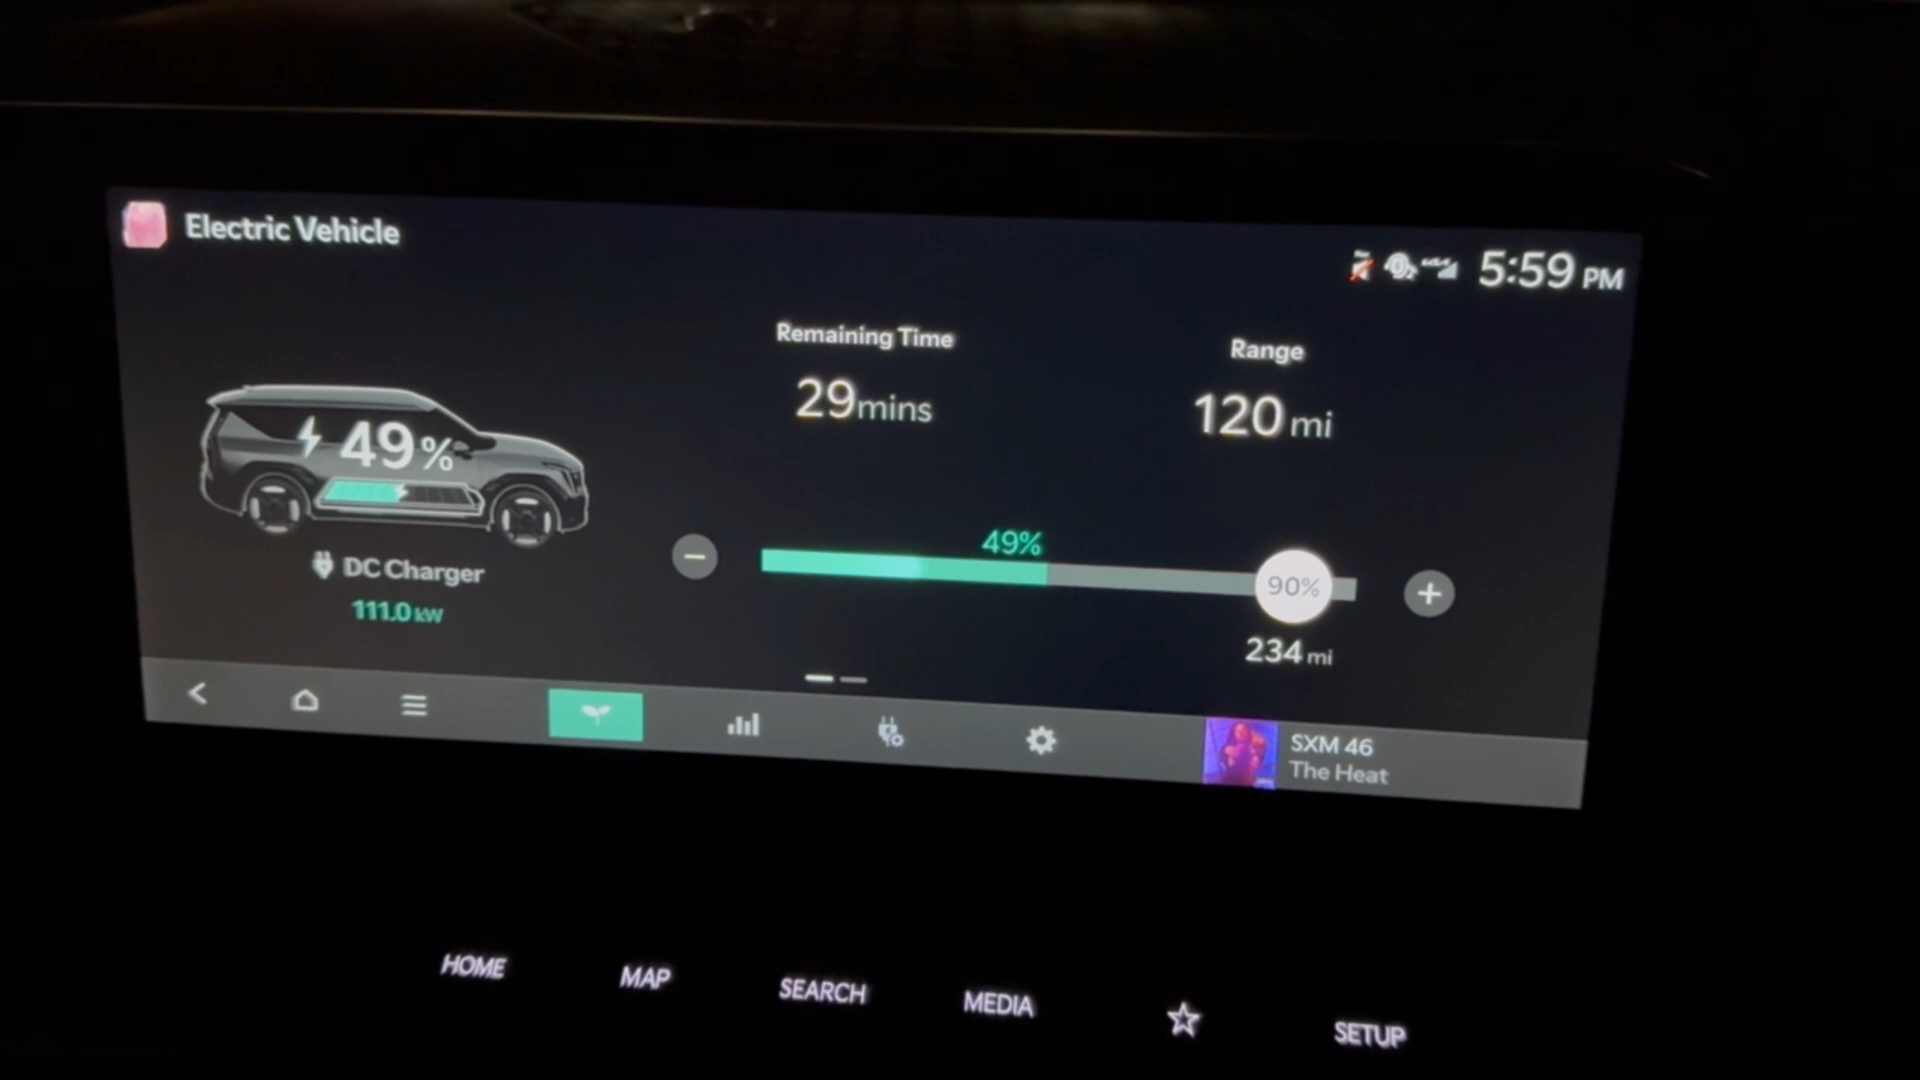 Electric Vehicle
5:59 PM
Remaining Time
29mins
Range
120 mi
49%
DC Charger
111.0 kW
49%
90%
234 mi
SXM 46
The Heat
HOME
MAP
SEARCH
MEDIA
SETUP